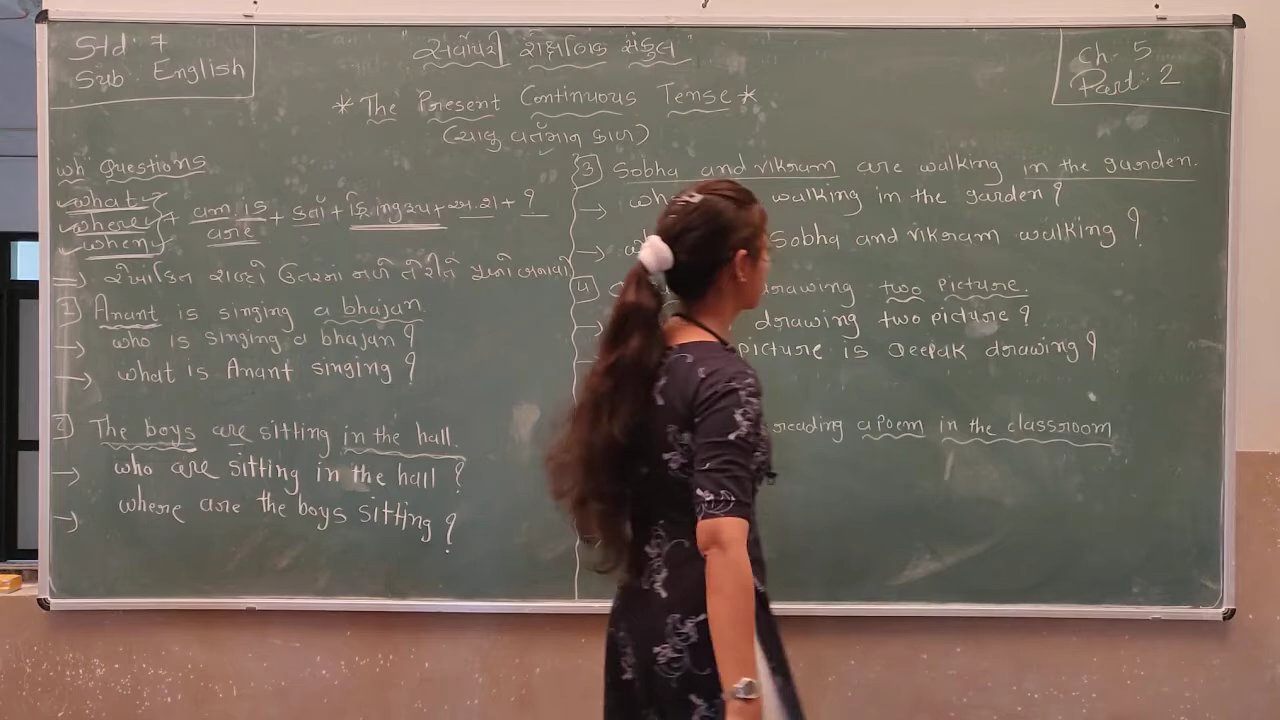 Std : 7
Sub : English
" સર્વોપરી શૈક્ષણિક સંકુલ "
Ch. 5
Part : 2
* The Present Continuous Tense *
(ચાલુ વર્તમાન કાળ)
Wh Questions
what
where
when
+ am is are + કર્તા + ક્રિ.નું મૂ.રૂપ + અ.શ + ?
→ રેખાંકિત શબ્દો ઉત્તરમાં મળે તે રીતે પ્રશ્નો બનાવો
1] Anant is singing a bhajan.
→ who is singing a bhajan ?
→ what is Anant singing ?
2] The boys are sitting in the hall.
→ who are sitting in the hall ?
→ where are the boys sitting ?
3] Sobha and Vikram are walking in the garden.
→ walking in the garden ?
→ Sobha and Vikram walking ?
4] drawing two picture.
→ drawing two picture ?
picture is Deepak drawing ?
reading a Poem in the classroom